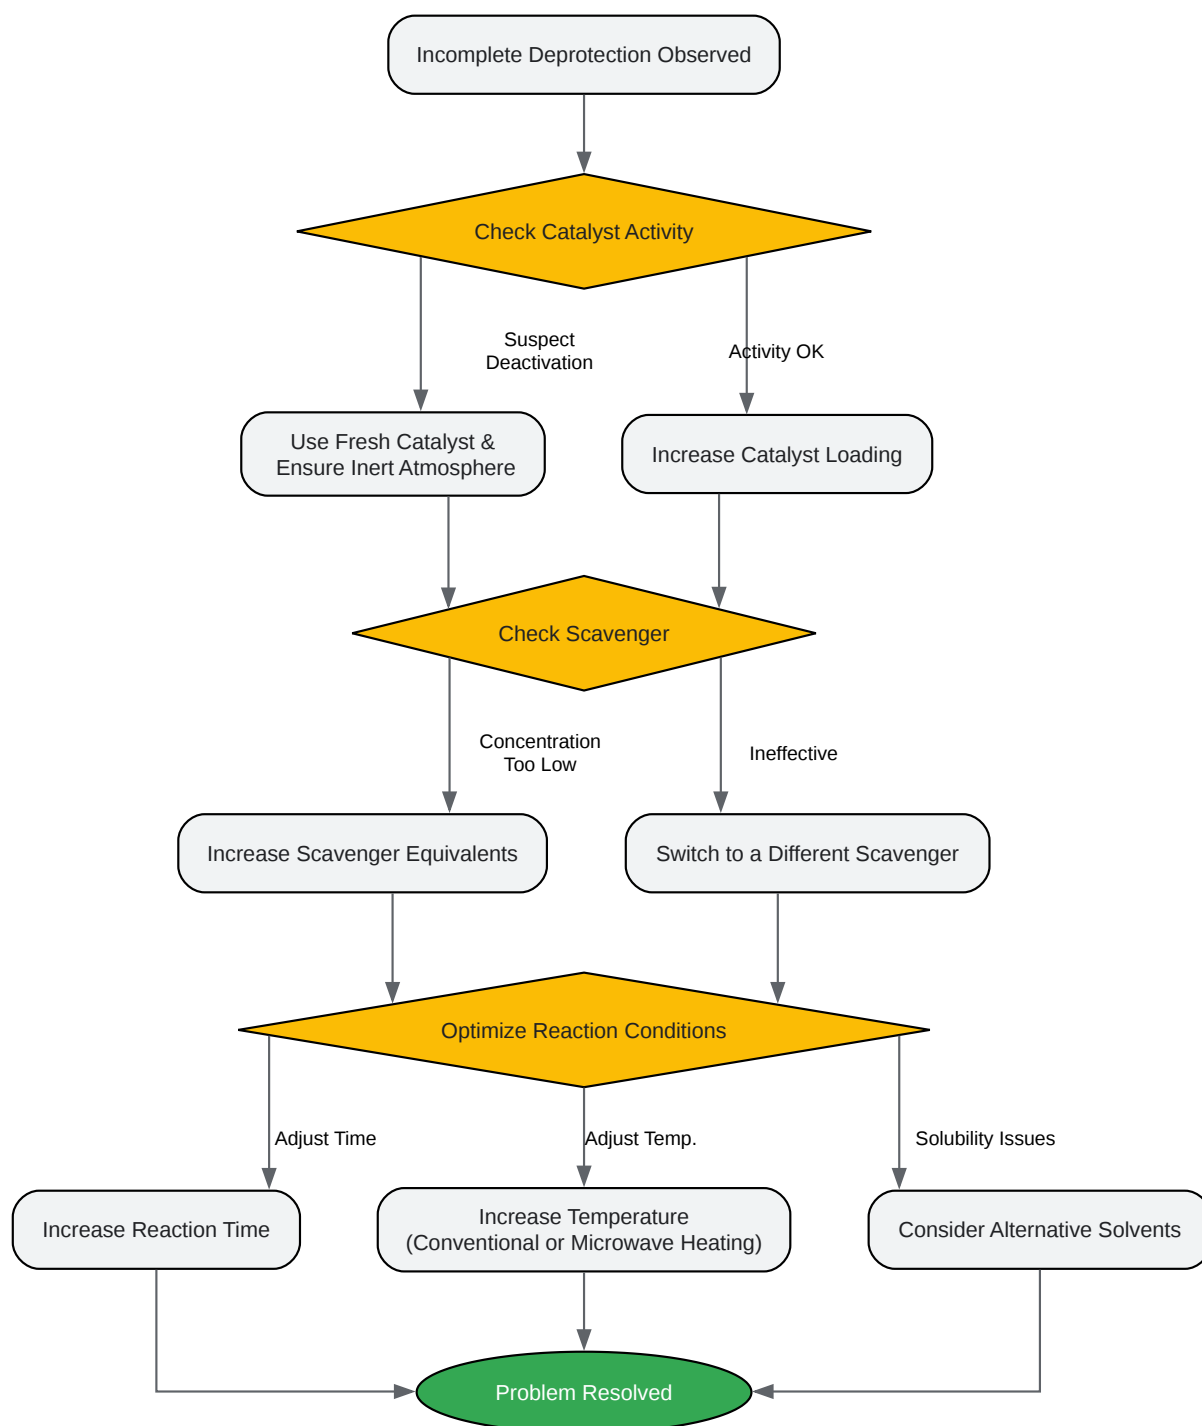 Incomplete Deprotection Observed
Check Catalyst Activity
Suspect
Deactivation
Activity OK
Use Fresh Catalyst &
Ensure Inert Atmosphere
Increase Catalyst Loading
Check Scavenger
Concentration
Too Low
Ineffective
Increase Scavenger Equivalents
Switch to a Different Scavenger
Optimize Reaction Conditions
Adjust Time
Adjust Temp.
Solubility Issues
Increase Reaction Time
Increase Temperature
(Conventional or Microwave Heating)
Consider Alternative Solvents
Problem Resolved